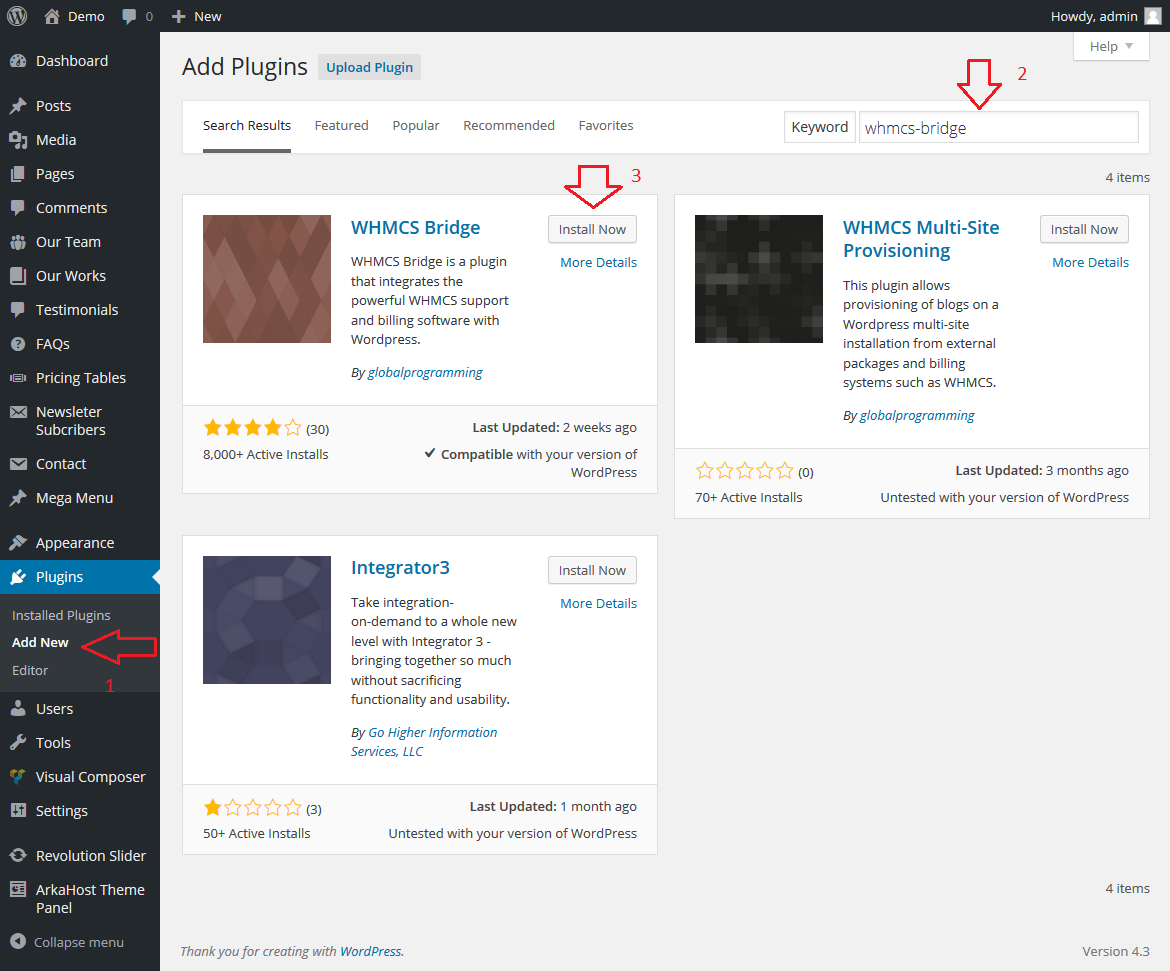 Demo 0 New Howdy, admin
Help
Dashboard
Posts
Media
Pages
Comments
Our Team
Our Works
Testimonials
FAQs
Pricing Tables
Newsleter
Subcribers
Contact
Mega Menu
Appearance
Plugins
Installed Plugins
Add New
1
Editor
Users
Tools
Visual Composer
Settings
Revolution Slider
ArkaHost Theme
Panel
Collapse menu
Add Plugins Upload Plugin
2
Search Results Featured Popular Recommended Favorites Keyword whmcs-bridge
3
4 items
WHMCS Bridge
Install Now
More Details
WHMCS Bridge is a plugin
that integrates the
powerful WHMCS support
and billing software with
Wordpress.
By globalprogramming
(30)
8,000+ Active Installs
Last Updated: 2 weeks ago
Compatible with your version of
WordPress
WHMCS Multi-Site
Provisioning
Install Now
More Details
This plugin allows
provisioning of blogs on a
Wordpress multi-site
installation from external
packages and billing
systems such as WHMCS.
By globalprogramming
(0)
70+ Active Installs
Last Updated: 3 months ago
Untested with your version of WordPress
Integrator3
Install Now
More Details
Take integration-
on-demand to a whole new
level with Integrator 3 -
bringing together so much
without sacrificing
functionality and usability.
By Go Higher Information
Services, LLC
(3)
50+ Active Installs
Last Updated: 1 month ago
Untested with your version of WordPress
4 items
Thank you for creating with WordPress.
Version 4.3